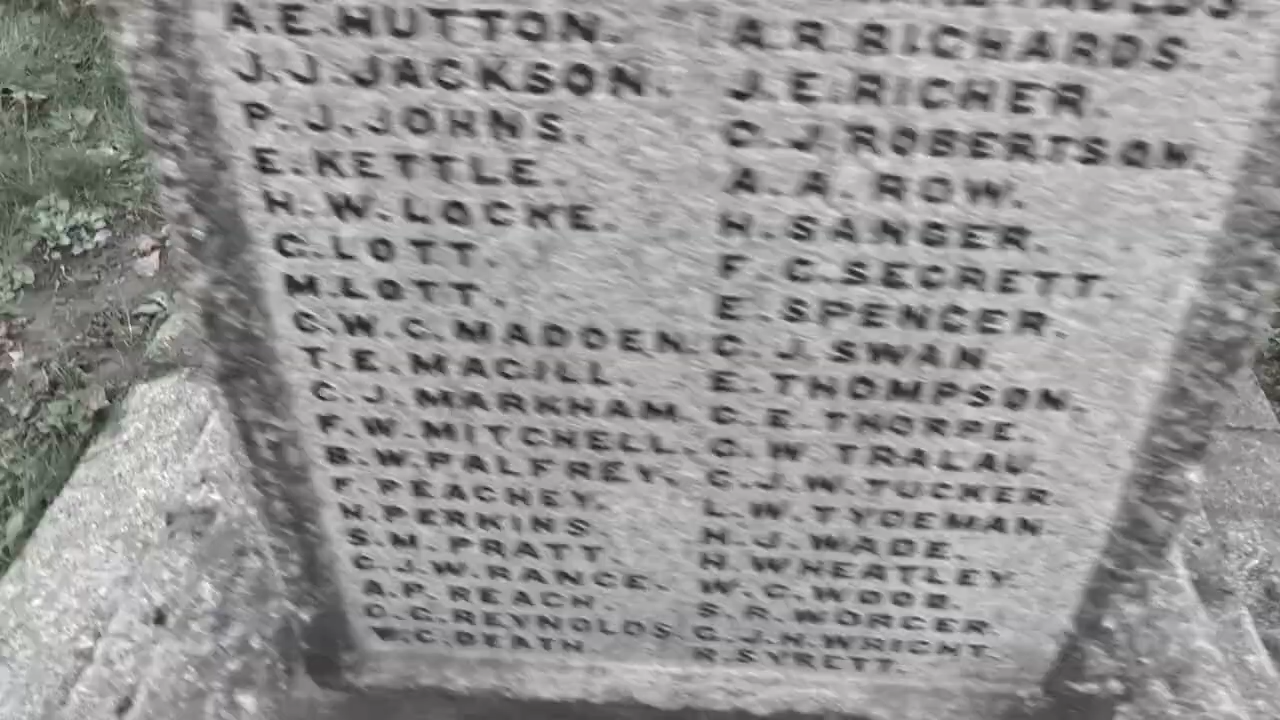 A.E.HUTTON.
J.J.JACKSON.
P.J.JOHNS.
E.KETTLE.
H.W.LOCKE.
C.LOTT.
M.LOTT.
C.W.C.MADDEN.
T.E.MAGILL.
C.J.MARKHAM.
F.W.MITCHELL.
B.W.PALFREY.
F.PEACHEY.
H.PERKINS.
S.M.PRATT.
C.J.W.RANCE.
A.P.REACH.
REYNOLDS.
W.C.DEATH.
A.R.RICHARDS.
J.E.RICHER.
C.J.ROBERTSON.
A.A.ROW.
H.SANGER.
F.C.SECRETT.
E.SPENCER.
C.J.SWAN.
E.THOMPSON.
C.E.THORPE.
C.W.TRALAU.
C.J.W.TUCKER.
L.W.TYDEMAN.
H.J.WADE.
H.WHEATLEY.
W.C.WOOD.
S.R.WORCER.
C.J.H.WRIGHT.
R.SYRETT.